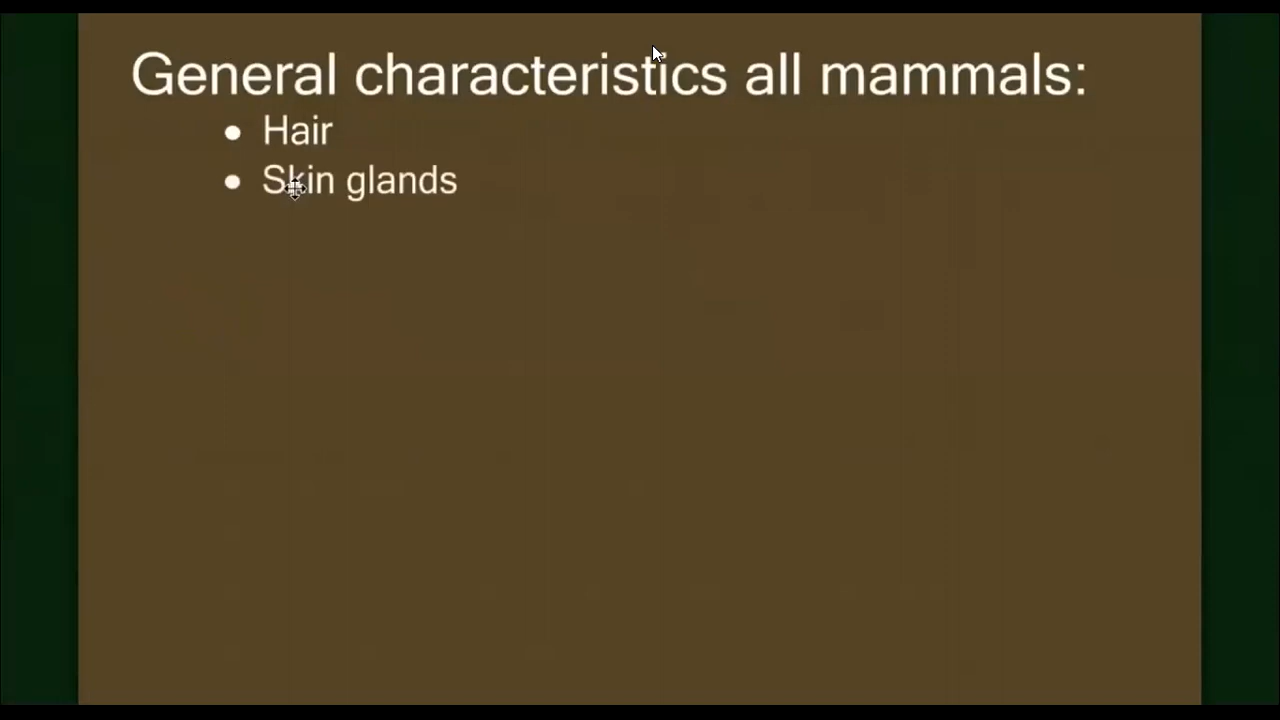 General characteristics all mammals:
• Hair
• Skin glands